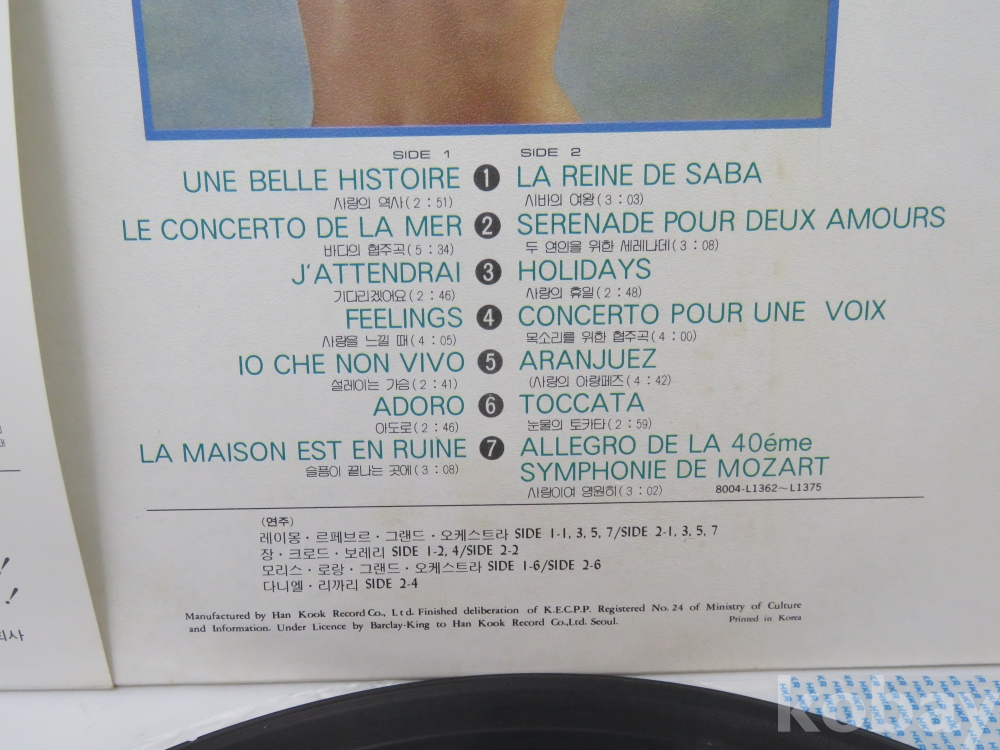 SIDE 1 SIDE 2
UNE BELLE HISTOIRE 1 LA REINE DE SABA
사랑의 역사(2 : 51) 시바의 여왕(3 : 03)
LE CONCERTO DE LA MER 2 SERENADE POUR DEUX AMOURS
바다의 협주곡(5 : 34) 두 연인을 위한 세레나데(3 : 08)
J'ATTENDRAI 3 HOLIDAYS
기다리겠어요(2 : 46) 사랑의 휴일(2 : 48)
FEELINGS 4 CONCERTO POUR UNE VOIX
사랑을 느낄 때(4 : 05) 목소리를 위한 협주곡(4 : 00)
IO CHE NON VIVO 5 ARANJUEZ
설레이는 가슴(2 : 41) (사랑의 아랑페즈(4 : 42)
ADORO 6 TOCCATA
아도로(2 : 46) 눈물의 토카타(2 : 59)
LA MAISON EST EN RUINE 7 ALLEGRO DE LA 40éme
SYMPHONIE DE MOZART
슬픔이 끝나는 곳에(3 : 08) 사랑이여 영원히(3 : 02) 8004-L1362~L1375
(연주)
레이몽·르페브르·그랜드·오케스트라 SIDE 1-1, 3, 5, 7/SIDE 2-1, 3, 5, 7
장·크로드·보레리 SIDE 1-2, 4/SIDE 2-2
모리스·로랑·그랜드·오케스트라 SIDE 1-6/SIDE 2-6
다니엘·리까리 SIDE 2-4
Manufactured by Han Kook Record Co., Ltd. Finished deliberation of K.E.C.P.P. Registered No. 24 of Ministry of Culture
and Information. Under Licence by Barclay-King to Han Kook Record Co.,Ltd. Seoul. Printed in Korea
! 
!
회사
HKR
kobay